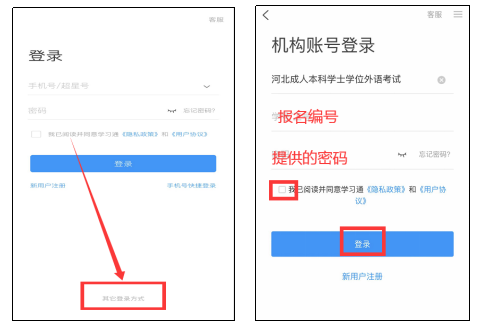 客服
登录
手机号/超星号
密码
忘记密码?
我已阅读并同意学习通《隐私政策》和《用户协议》
登录
新用户注册
手机号快捷登录
其它登录方式
客服
机构账号登录
河北成人本科学士学位外语考试
报名编号
提供的密码
忘记密码?
我已阅读并同意学习通《隐私政策》和《用户协
议》
登录
新用户注册